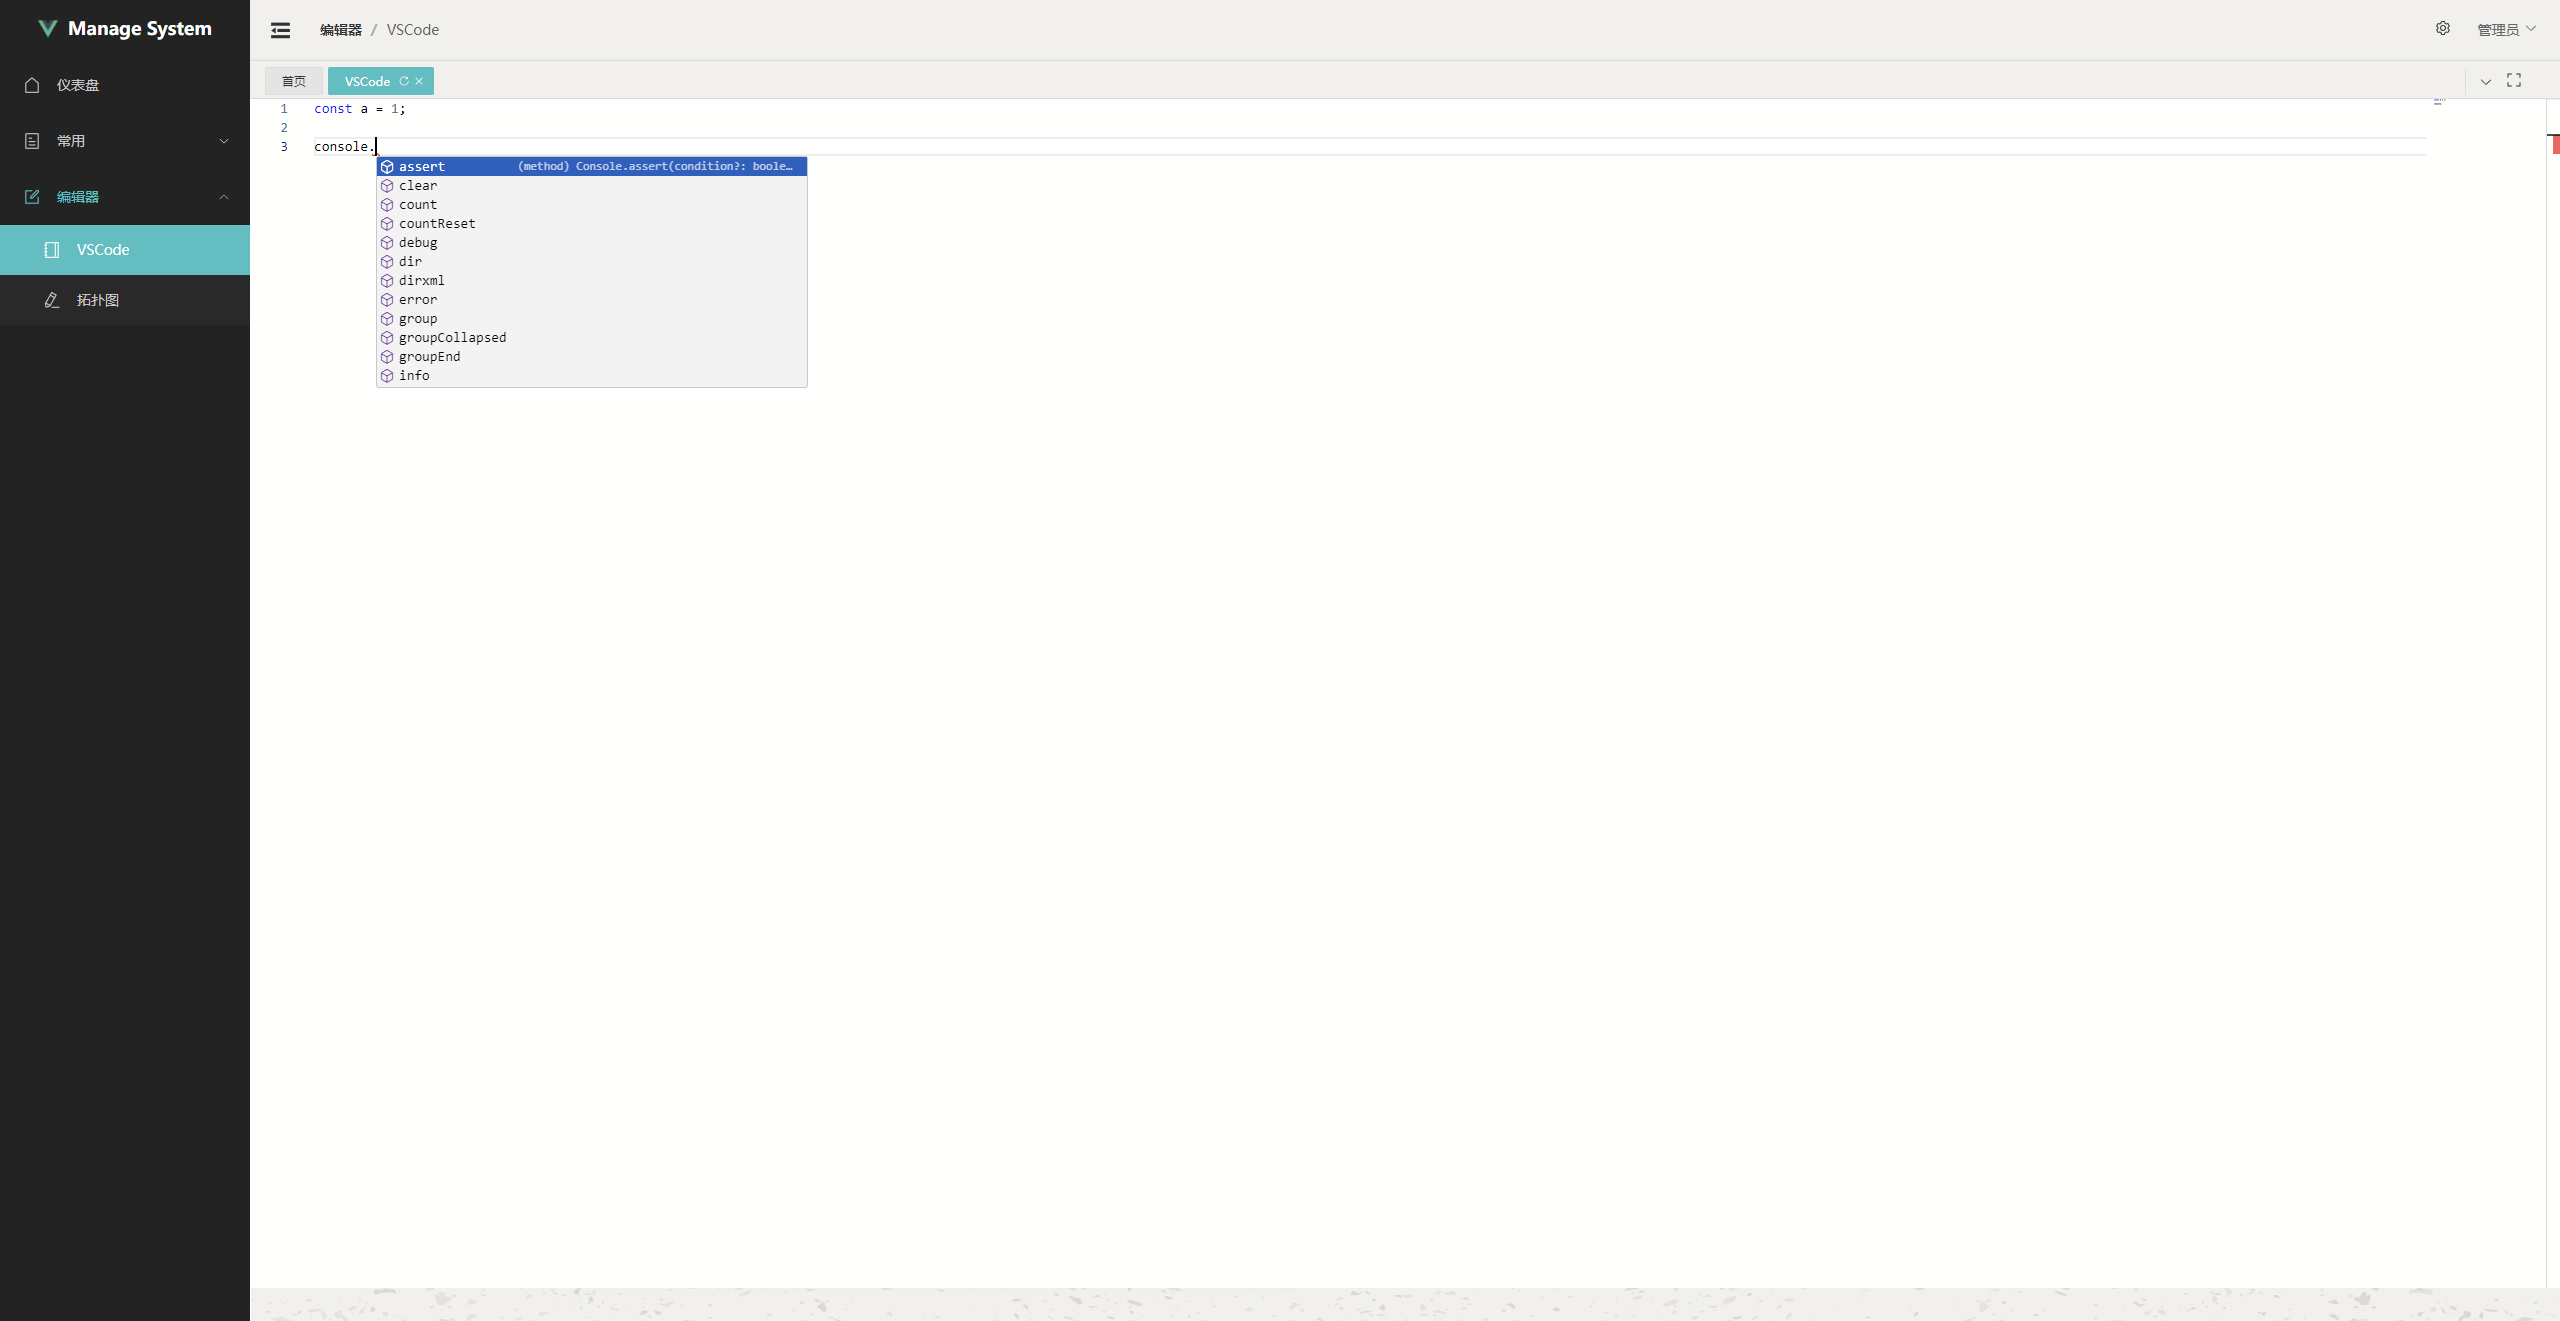 Manage System
仪表盘
常用
编辑器
VSCode
拓扑图
编辑器 / VSCode
管理员
首页
VSCode
1 const a = 1;
2
3 console.
assert (method) Console.assert(condition?: boole…
clear
count
countReset
debug
dir
dirxml
error
group
groupCollapsed
groupEnd
info